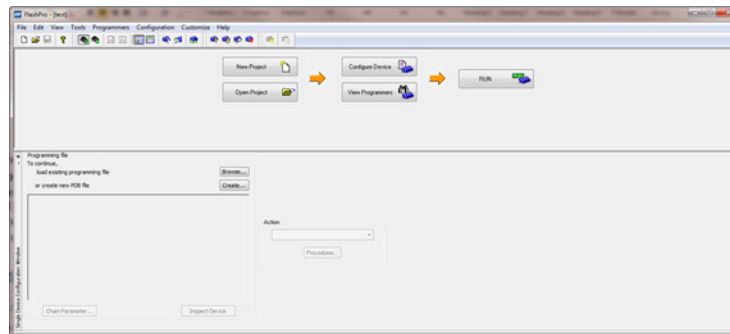 FlashPro - [test]
File Edit View Tools Programmers Configuration Customize Help
New Project
Configure Device
RUN
Open Project
View Programmers
Programming file
To continue,
load existing programming file
Browse...
or create new PDB file
Create...
Action
Procedures...
Chain Parameter...
Inspect Device
Single Device Configuration Window